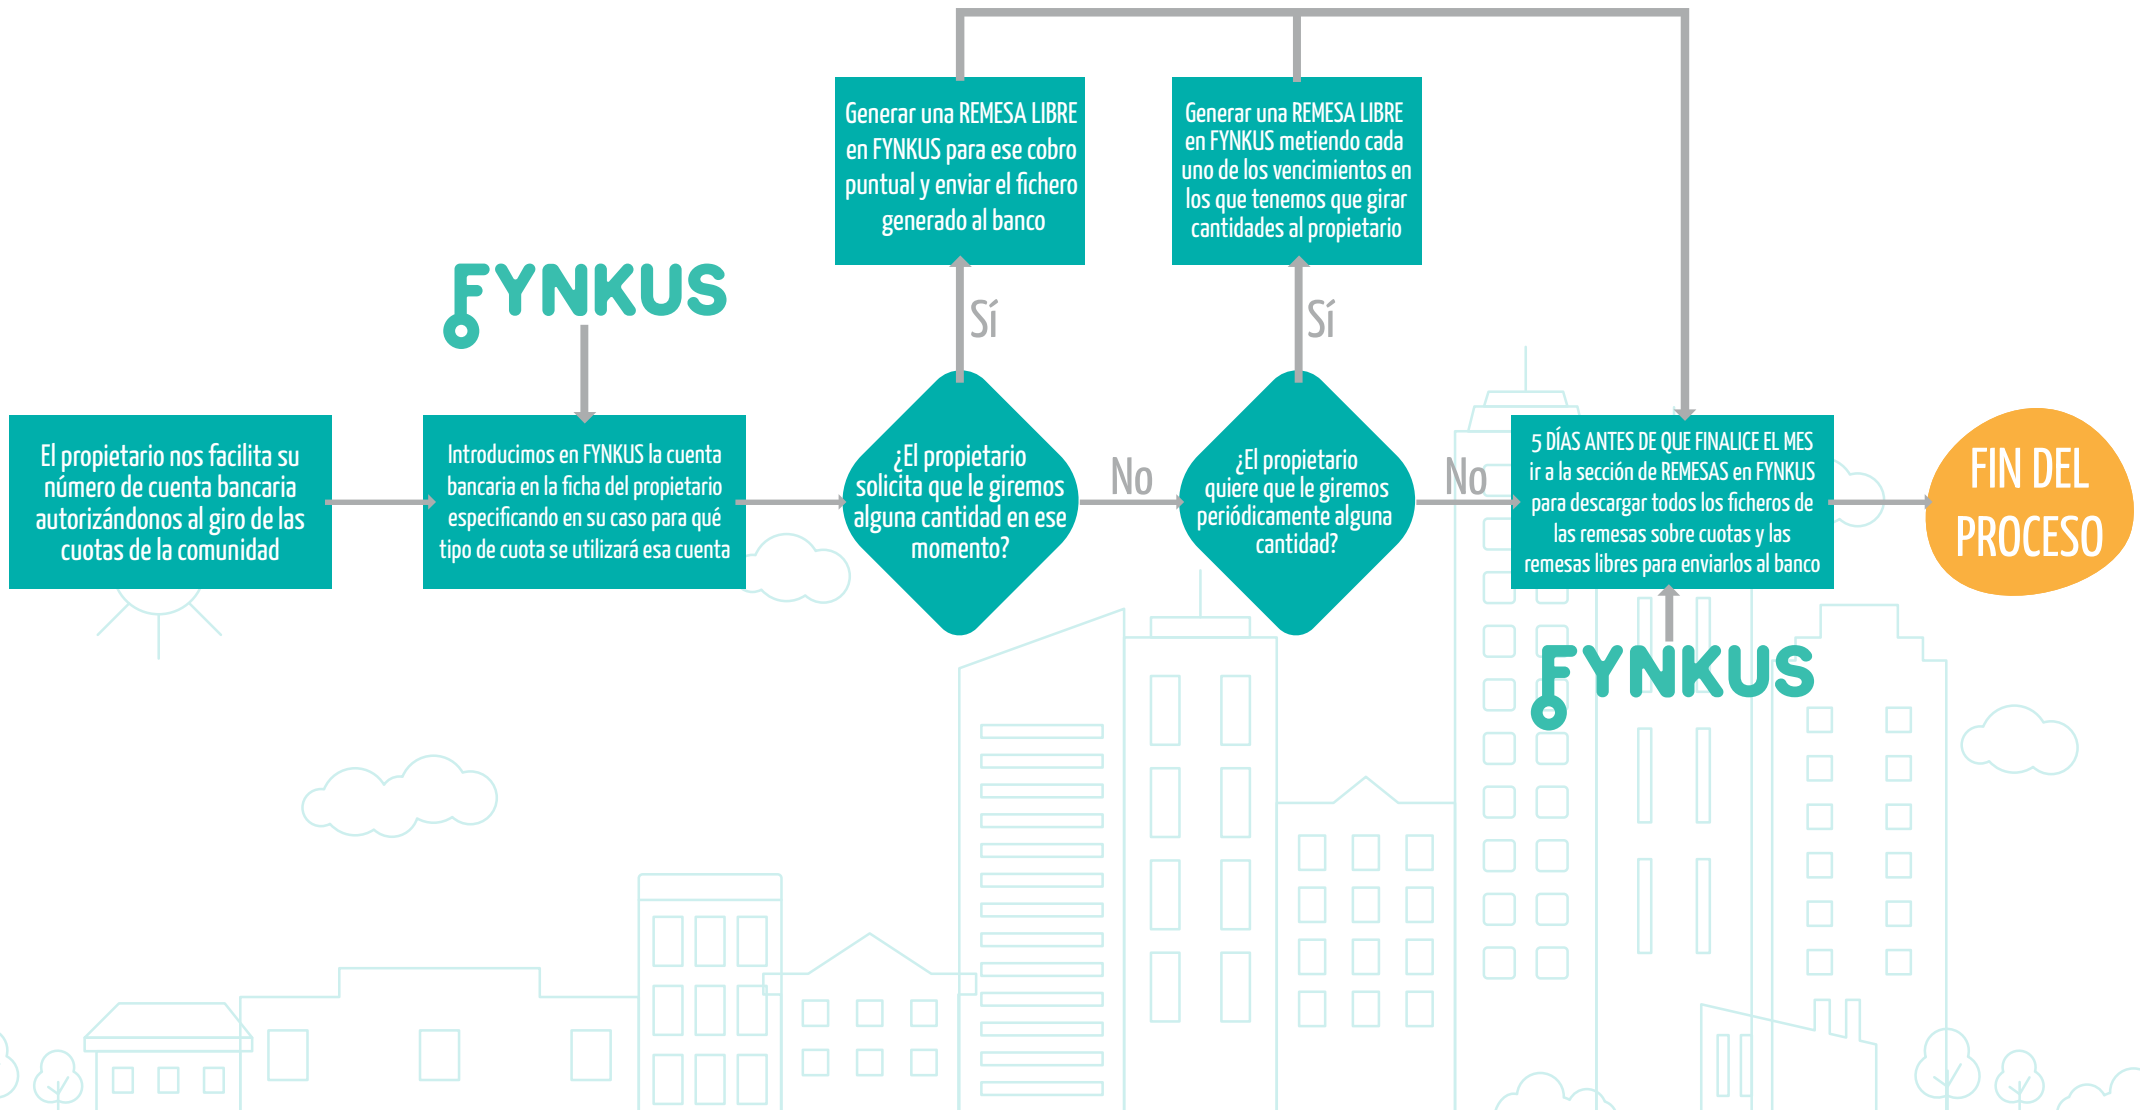 Generar una REMESA LIBRE
en FYNKUS para ese cobro
puntual y enviar el fichero
generado al banco
Generar una REMESA LIBRE
en FYNKUS metiendo cada
uno de los vencimientos en
los que tenemos que girar
cantidades al propietario
FYNKUS
Sí
Sí
El propietario nos facilita su
número de cuenta bancaria
autorizándonos al giro de las
cuotas de la comunidad
Introducimos en FYNKUS la cuenta
bancaria en la ficha del propietario
especificando en su caso para qué
tipo de cuota se utilizará esa cuenta
¿El propietario
solicita que le giremos
alguna cantidad en ese
momento?
No
¿El propietario
quiere que le giremos
periódicamente alguna
cantidad?
No
5 DÍAS ANTES DE QUE FINALICE EL MES
ir a la sección de REMESAS en FYNKUS
para descargar todos los ficheros de
las remesas sobre cuotas y las
remesas libres para enviarlos al banco
FIN DEL
PROCESO
FYNKUS